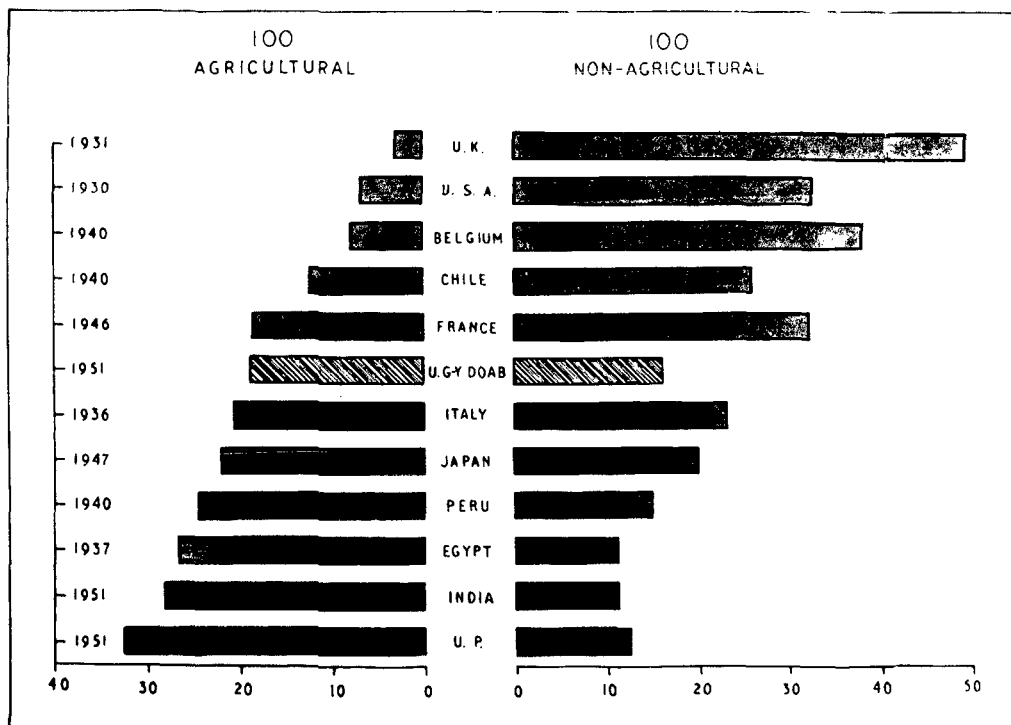 100
AGRICULTURAL
100
NON-AGRICULTURAL
1931 U.K.
1930 U.S.A.
1940 BELGIUM
1940 CHILE
1946 FRANCE
1951 U.G-Y DOAB
1936 ITALY
1947 JAPAN
1940 PERU
1937 EGYPT
1951 INDIA
1951 U.P.
40 30 20 10 0 0 10 20 30 40 50